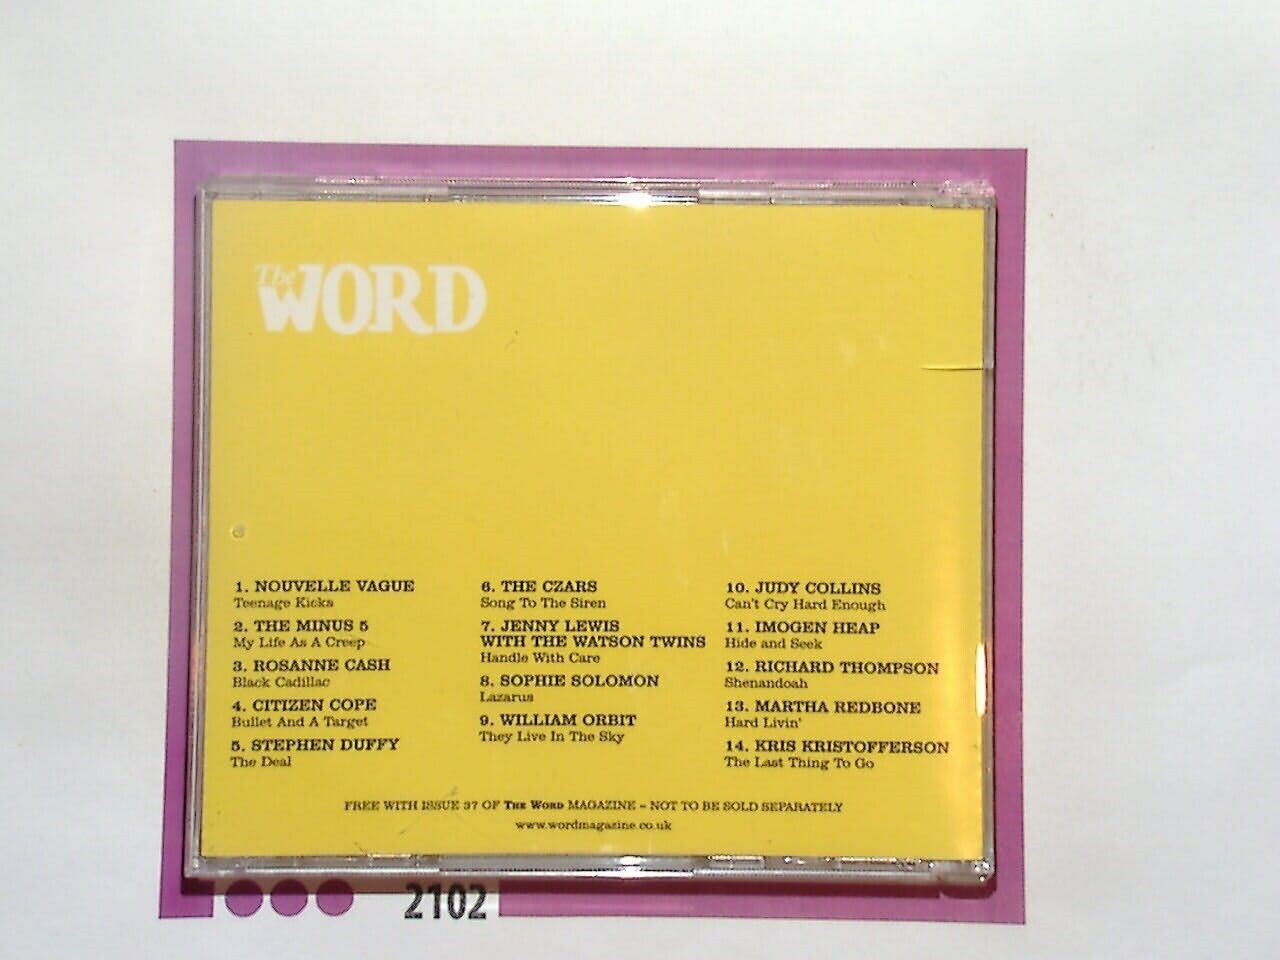 The WORD
1. NOUVELLE VAGUE
Teenage Kicks
2. THE MINUS 5
My Life As A Creep
3. ROSANNE CASH
Black Cadillac
4. CITIZEN COPE
Bullet And A Target
5. STEPHEN DUFFY
The Deal
6. THE CZARS
Song To The Siren
7. JENNY LEWIS
WITH THE WATSON TWINS
Handle With Care
8. SOPHIE SOLOMON
Lazarus
9. WILLIAM ORBIT
They Live In The Sky
10. JUDY COLLINS
Can't Cry Hard Enough
11. IMOGEN HEAP
Hide and Seek
12. RICHARD THOMPSON
Shenandoah
13. MARTHA REDBONE
Hard Livin'
14. KRIS KRISTOFFERSON
The Last Thing To Go
FREE WITH ISSUE 37 OF THE WORD MAGAZINE – NOT TO BE SOLD SEPARATELY
www.wordmagazine.co.uk
2102